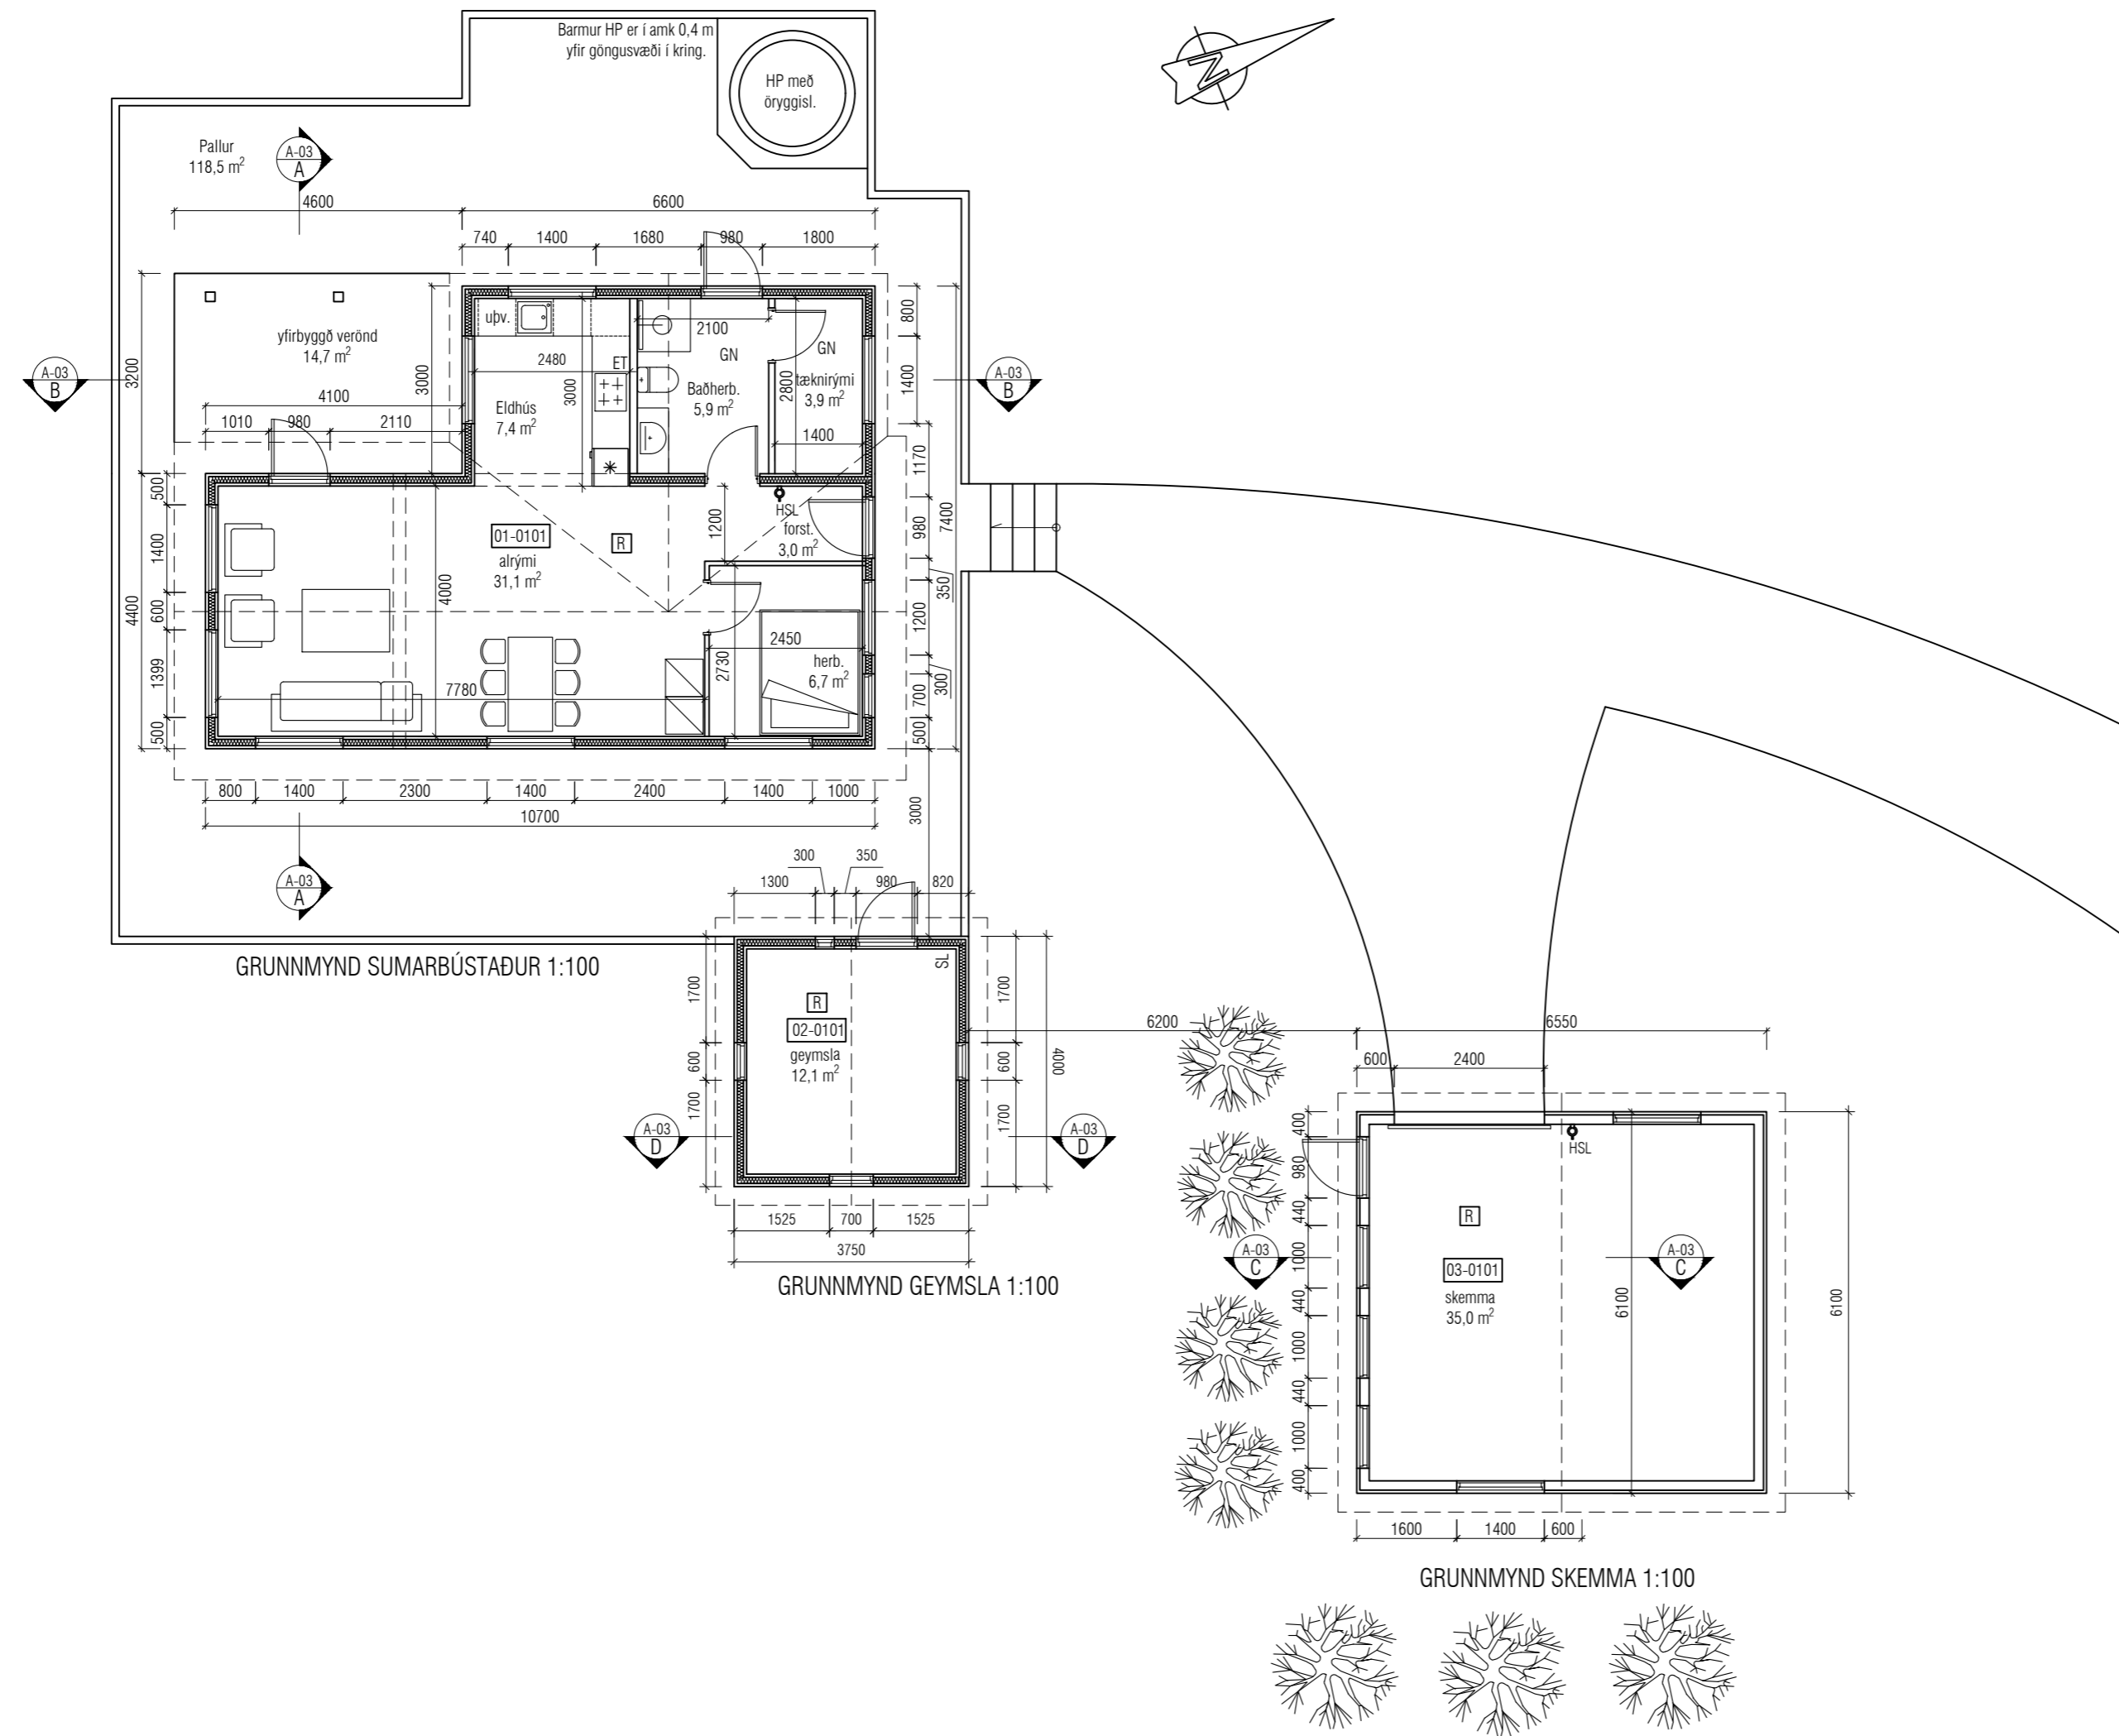 Barmur HP er í amk 0,4 m
yfir göngusvæði í kring.
HP með
öryggisl.
N
Pallur
118,5 m²
A-03
A
4600
6600
740
1400
1680
980
1800
uþv.
2100
GN
GN
800
yfirbyggð verönd
14,7 m²
2480
ET
3200
3000
3000
2800
A-03
B
A-03
B
Baðherb.
5,9 m²
tæknirými
3,9 m²
1400
4100
Eldhús
7,4 m²
1010
980
2110
1400
1170
500
HSL
forst.
3,0 m²
1200
980
7400
01-0101
R
alrými
31,1 m²
1400
4000
350
4400
600
1200
2450
2730
herb.
6,7 m²
1399
7780
700
300
500
500
800
1400
2300
1400
2400
1400
1000
10700
3000
A-03
A
300
350
1300
980
820
GRUNNMYND SUMARBÚSTAÐUR 1:100
SL
1700
1700
R
02-0101
geymsla
12,1 m²
600
600
4000
1700
1700
A-03
D
A-03
D
1525
700
1525
3750
GRUNNMYND GEYMSLA 1:100
6200
6550
600
2400
400
HSL
980
440
R
A-03
C
1000
A-03
C
03-0101
skemma
35,0 m²
440
6100
6100
1000
440
1000
400
1600
1400
600
GRUNNMYND SKEMMA 1:100